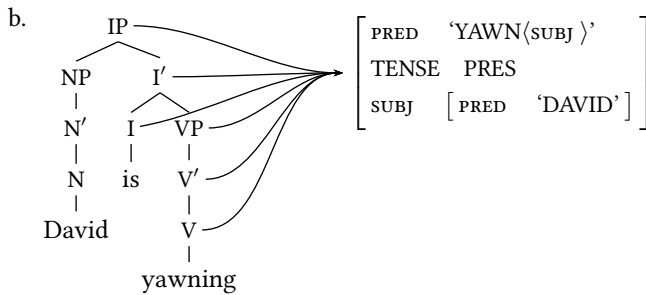 b.
IP
PRED ‘YAWN⟨SUBJ⟩’
NP I′
TENSE PRES
SUBJ [PRED ‘DAVID’]
N′ I VP
N is V′
David V
yawning